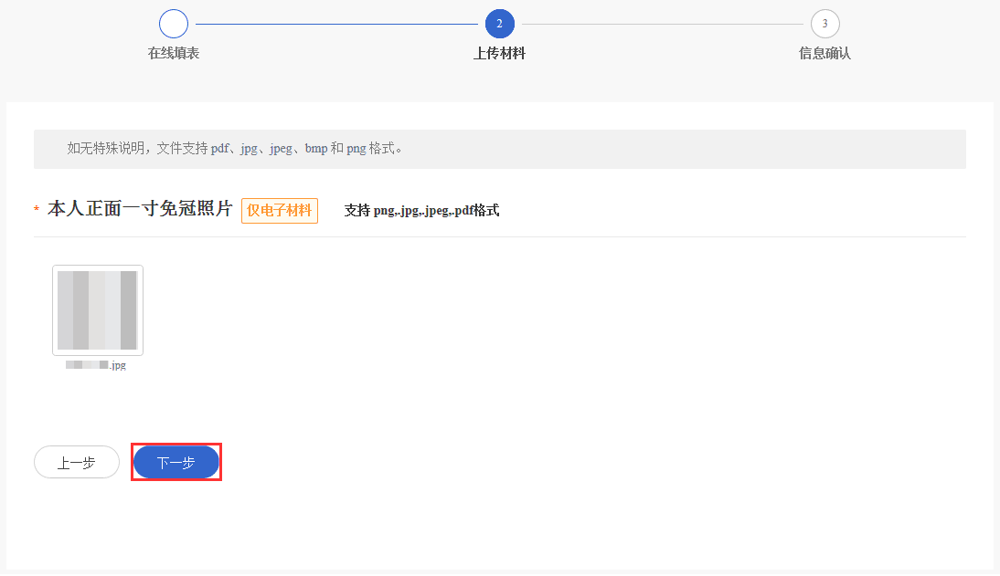 2
3
在线填表
上传材料
信息确认
如无特殊说明，文件支持 pdf、jpg、jpeg、bmp 和 png 格式。
* 本人正面一寸免冠照片 仅电子材料 支持 png,.jpg,.jpeg,.pdf格式
.jpg
上一步
下一步